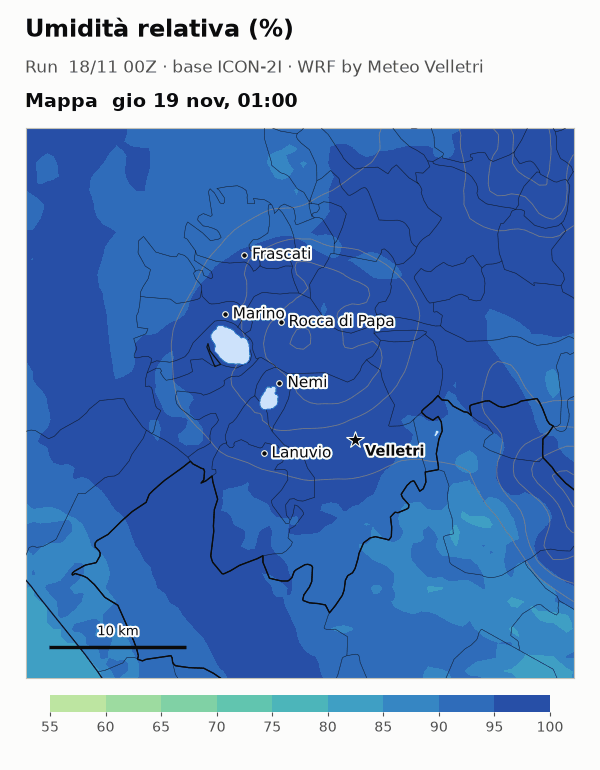 Umidità relativa (%)
Run 18/11 00Z · base ICON-2I · WRF by Meteo Velletri
Mappa gio 19 nov, 01:00
Frascati
Marino
Rocca di Papa
Nemi
Velletri
Lanuvio
10 km
55 60 65 70 75 80 85 90 95 100